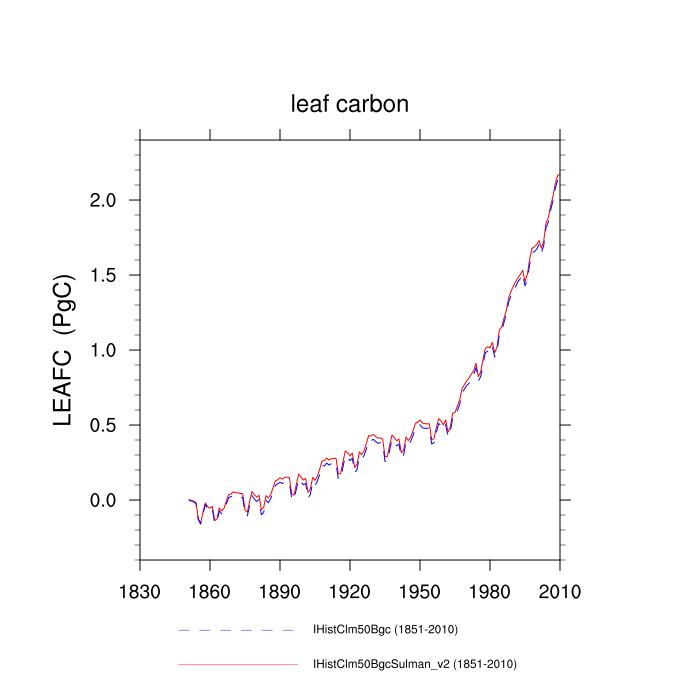 leaf carbon
LEAFC (PgC)
2.0
1.5
1.0
0.5
0.0
1830 1860 1890 1920 1950 1980 2010
IHistClm50Bgc (1851-2010)
IHistClm50BgcSulman_v2 (1851-2010)